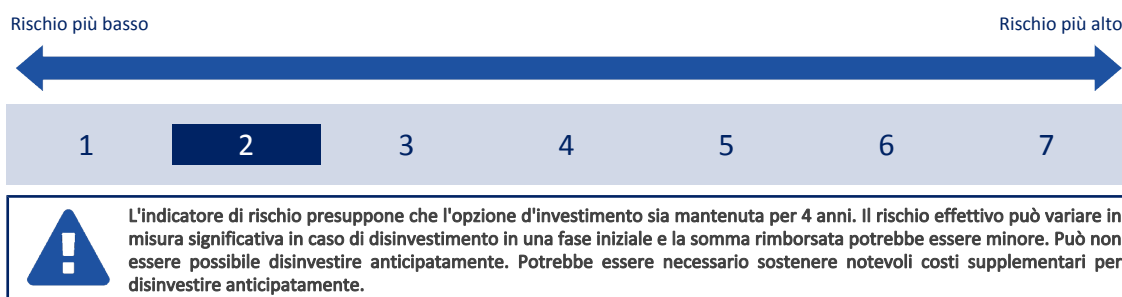 Rischio più basso Rischio più alto
1 2 3 4 5 6 7
L'indicatore di rischio presuppone che l'opzione d'investimento sia mantenuta per 4 anni. Il rischio effettivo può variare in
misura significativa in caso di disinvestimento in una fase iniziale e la somma rimborsata potrebbe essere minore. Può non
essere possibile disinvestire anticipatamente. Potrebbe essere necessario sostenere notevoli costi supplementari per
disinvestire anticipatamente.